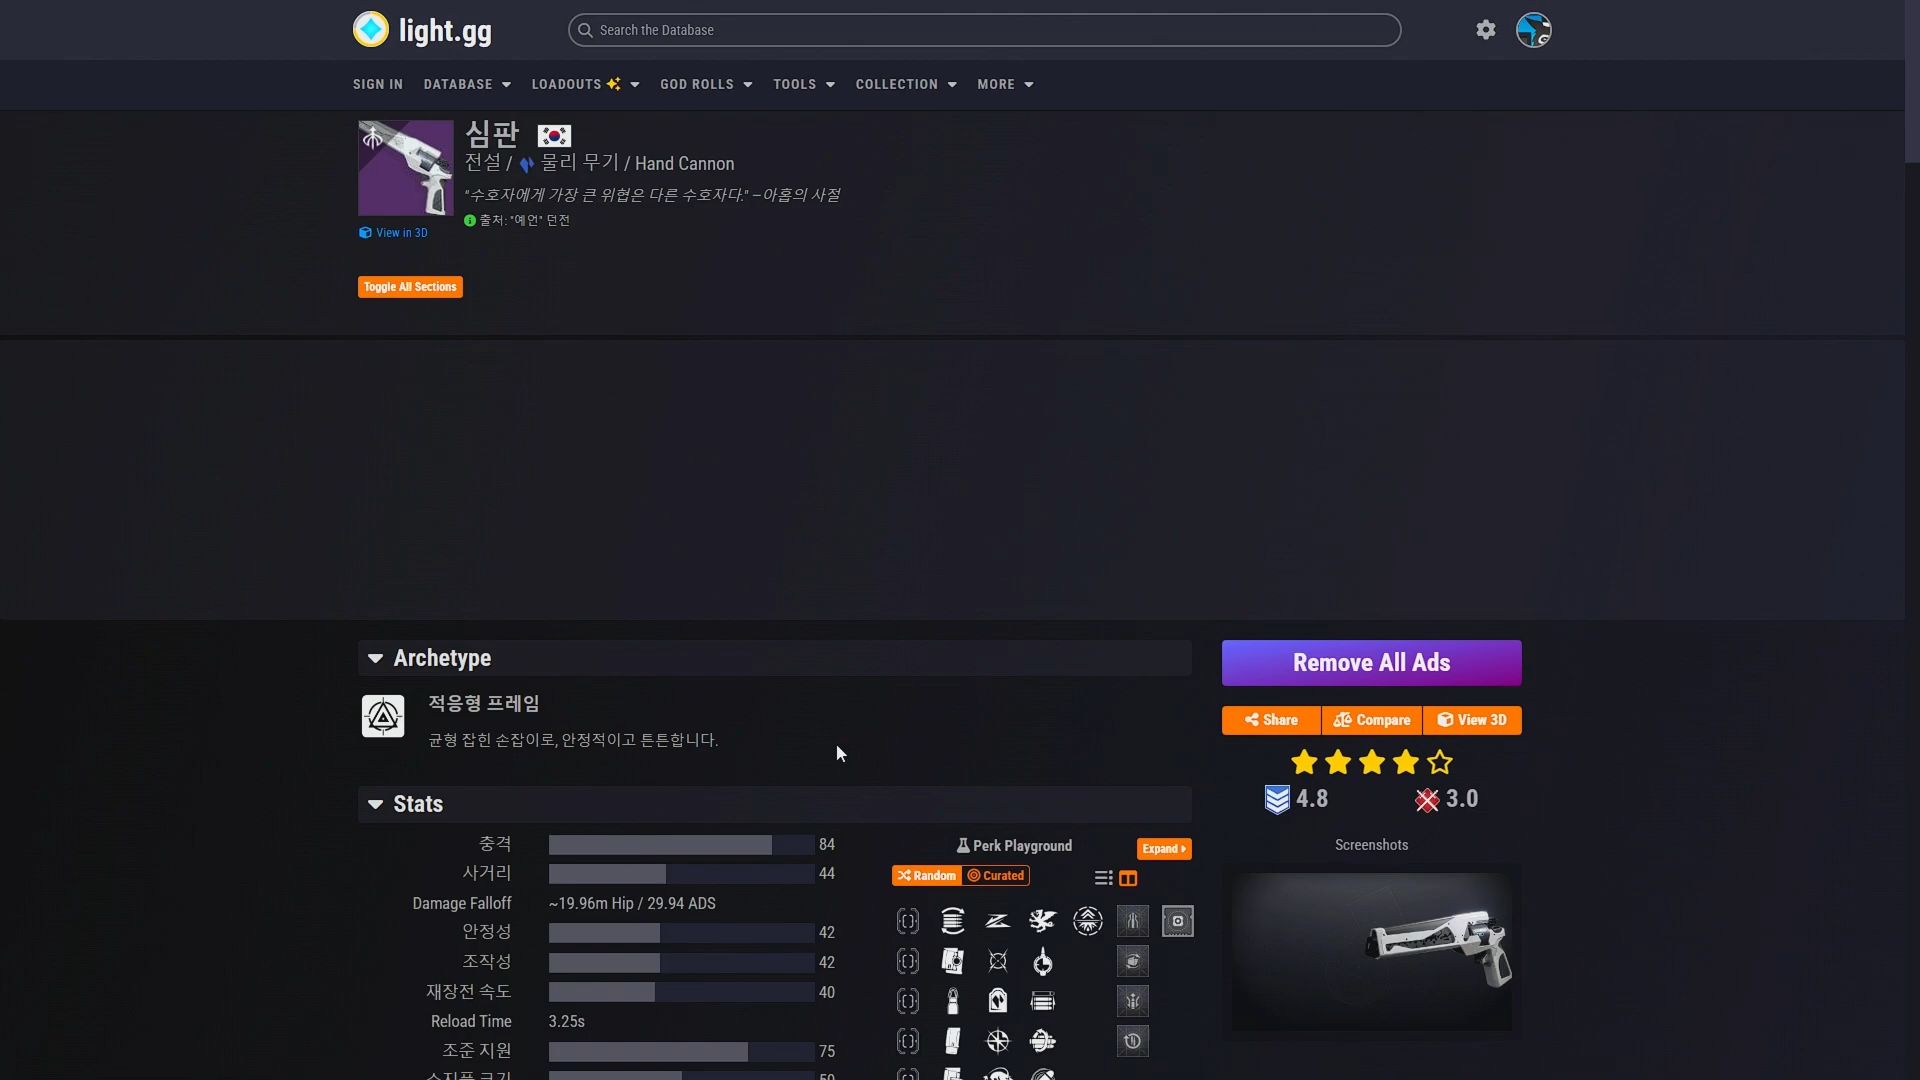 light.gg
Search the Database
SIGN IN DATABASE LOADOUTS GOD ROLLS TOOLS COLLECTION MORE
심판
전설 / 물리 무기 / Hand Cannon
"수호자에게 가장 큰 위협은 다른 수호자다." —아홉의 사절
출처: "예언" 던전
View in 3D
Toggle All Sections
Archetype
적응형 프레임
균형 잡힌 손잡이로, 안정적이고 튼튼합니다.
Remove All Ads
Share Compare View 3D
4.8 3.0
Screenshots
Stats
충격 84
사거리 44
Damage Falloff ~19.96m Hip / 29.94 ADS
안정성 42
조작성 42
재장전 속도 40
Reload Time 3.25s
조준 지원 75
Perk Playground
Expand
Random Curated